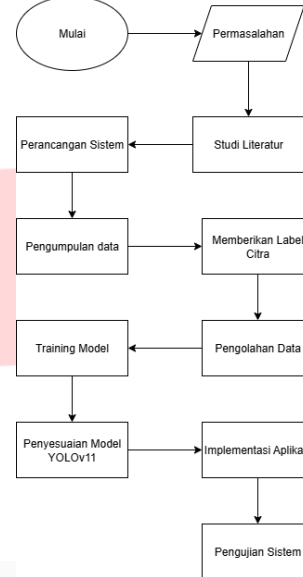 Mulai
Permasalahan
Studi Literatur
Perancangan Sistem
Pengumpulan data
Memberikan Label
Citra
Pengolahan Data
Training Model
Penyesuaian Model
YOLOv11
Implementasi Aplika
Pengujian Sistem